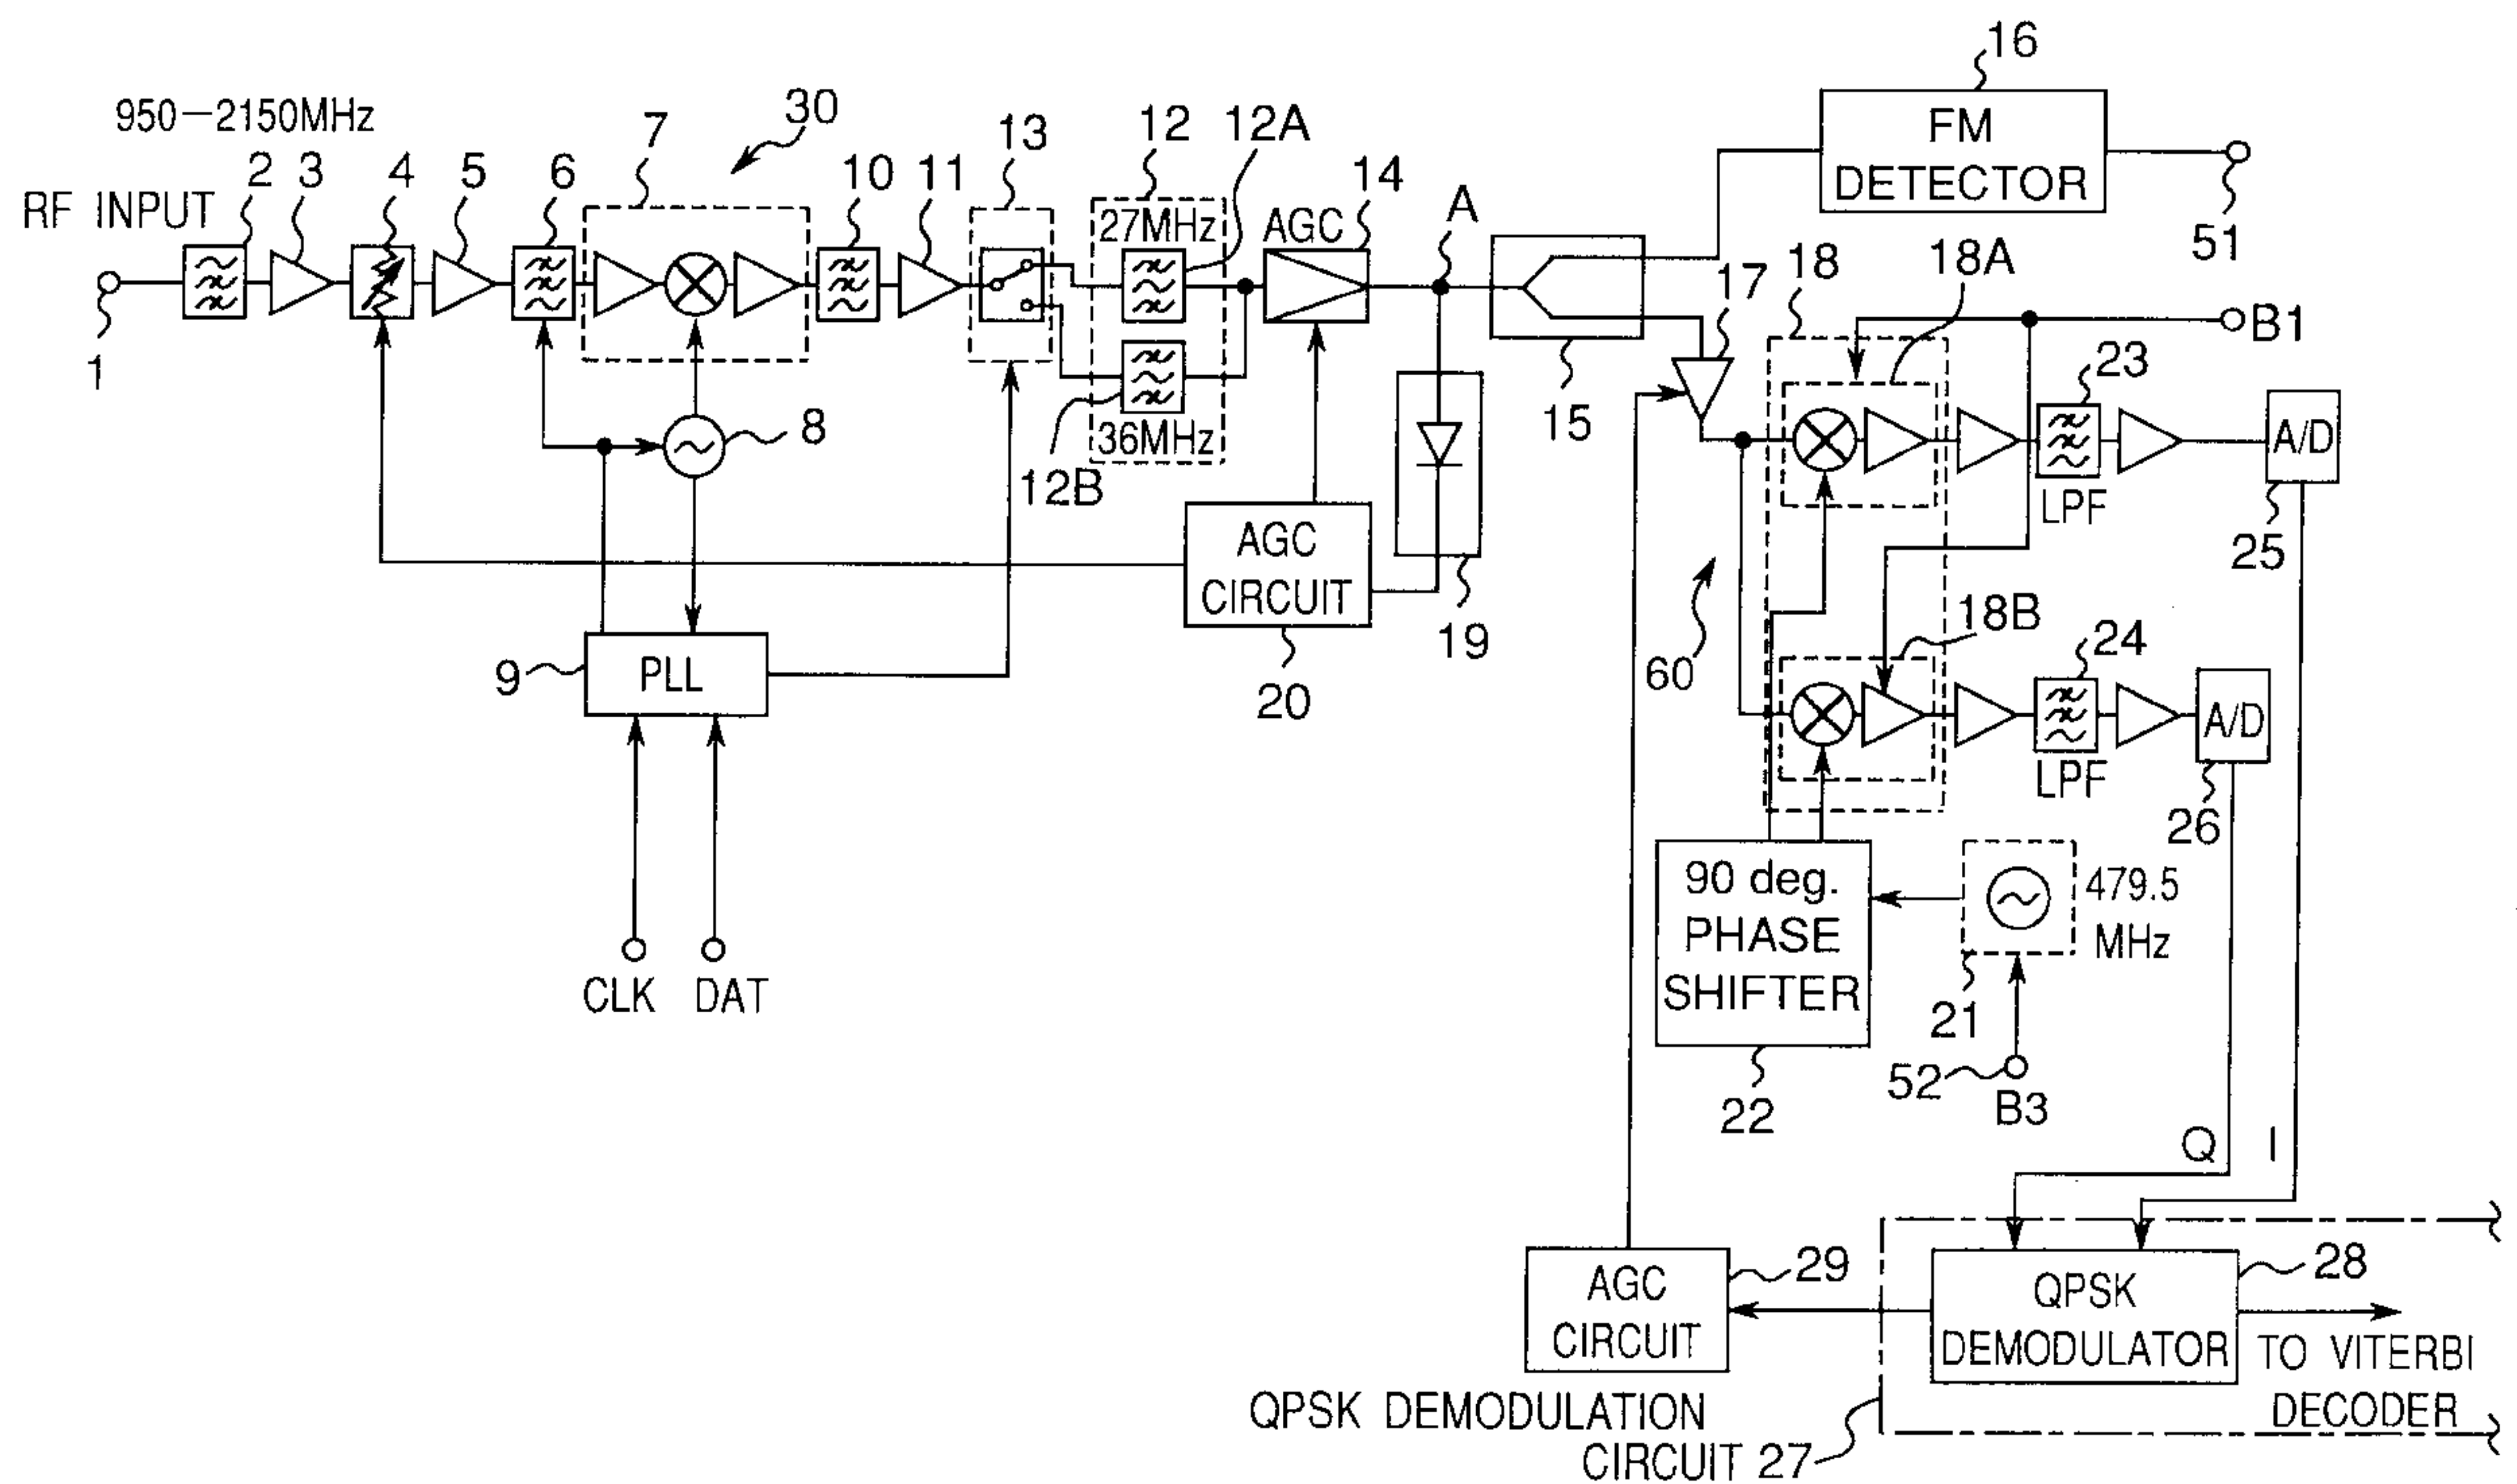 16
950-2150MHz
7
30
13
12
12A
FM
DETECTOR
RF INPUT
2
3
4
5
6
10
11
27MHz
AGC
14
A
51
17
18
18A
B1
1
8
36MHz
12B
15
23
A/D
LPF
25
AGC
CIRCUIT
19
60
18B
24
9
PLL
20
A/D
LPF
26
90 deg.
PHASE
SHIFTER
479.5
MHz
21
CLK
DAT
52
B3
22
Q
I
AGC
CIRCUIT
29
QPSK
DEMODULATOR
28
TO VITERBI
DECODER
QPSK DEMODULATION
CIRCUIT 27